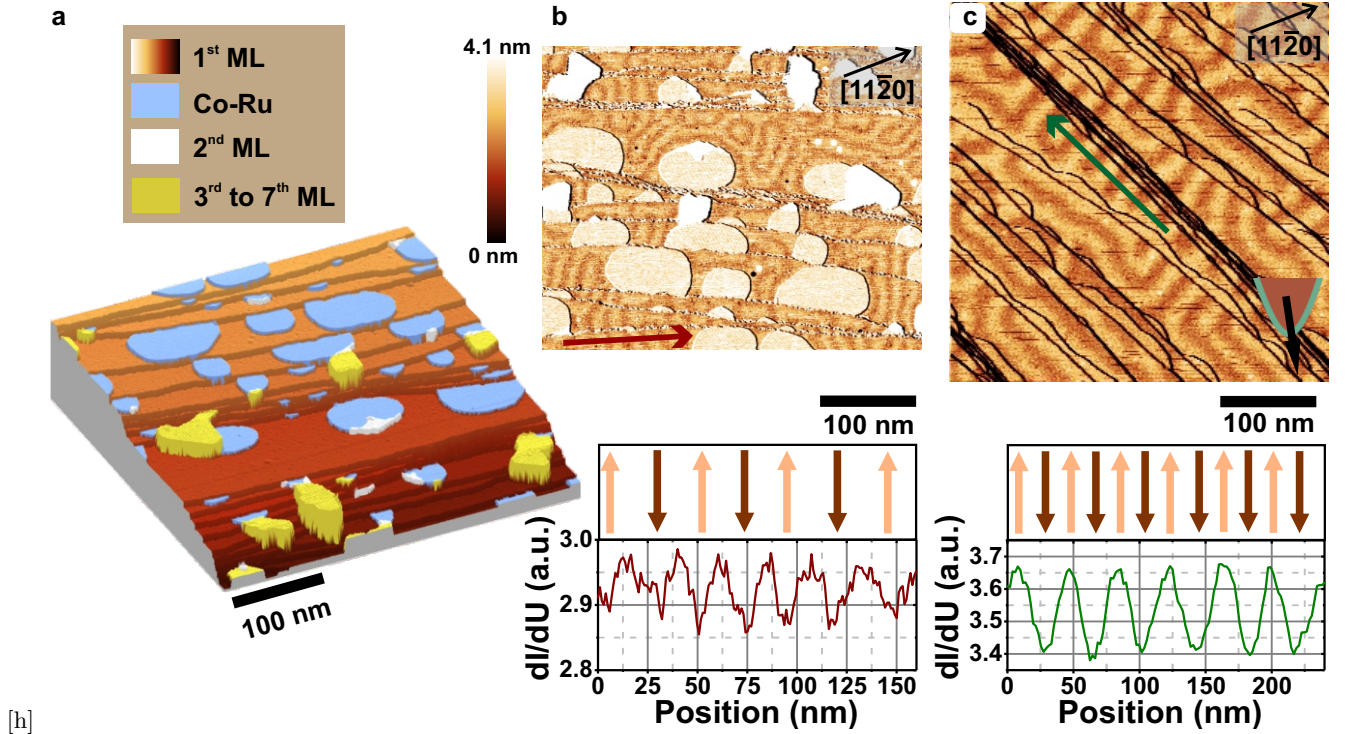 a
1st ML
Co-Ru
2nd ML
3rd to 7th ML
4.1 nm
0 nm
100 nm
b
[112̅0]
100 nm
3.0
2.9
2.8
dI/dU (a.u.)
0 25 50 75 100 125 150
Position (nm)
c
[112̅0]
100 nm
3.7
3.6
3.5
3.4
dI/dU (a.u.)
0 50 100 150 200
Position (nm)
[h]